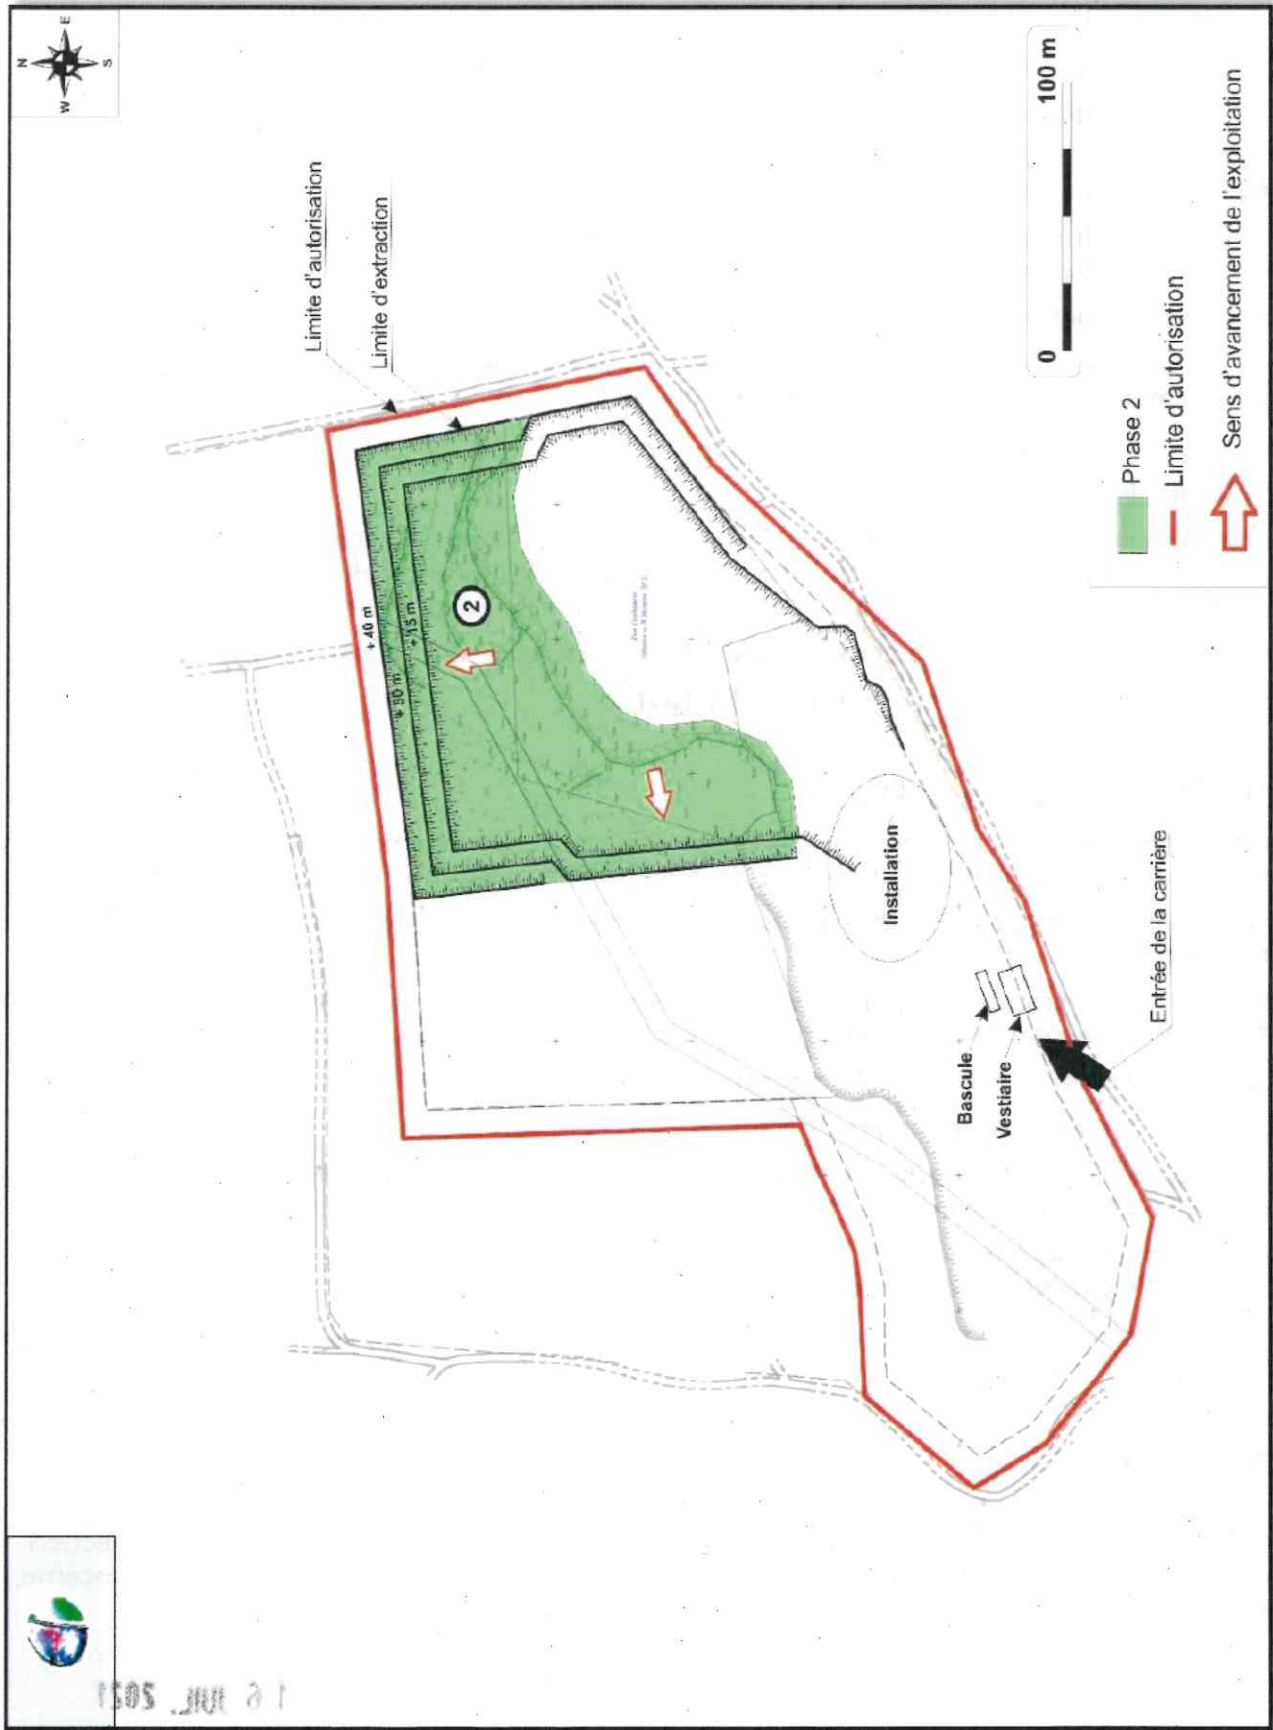 N
W
E
S
Limite d'autorisation
Limite d'extraction
+ 40 m
+ 30 m
+ 15 m
2
Installation
Bascule
Vestiaire
Entrée de la carrière
0
100 m
Phase 2
Limite d'autorisation
Sens d'avancement de l'exploitation
16 JUIL. 2021